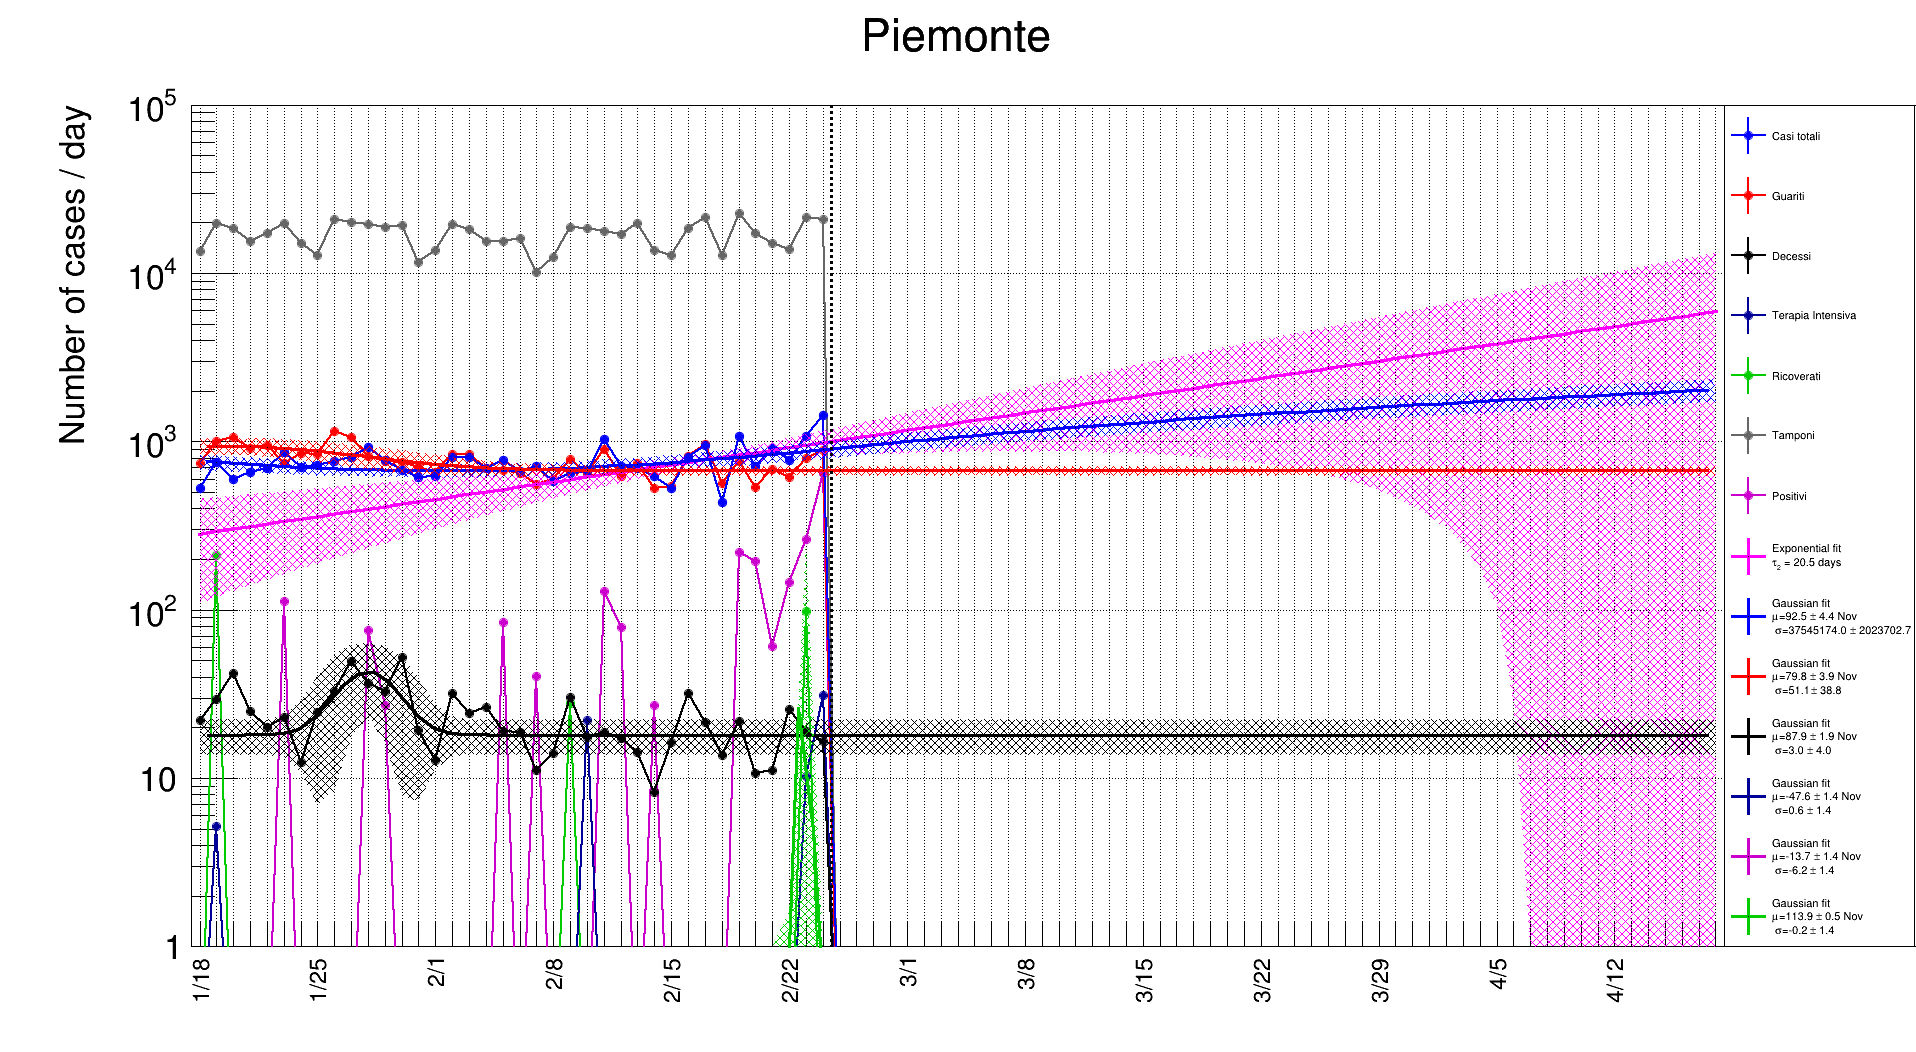 Piemonte
Number of cases / day
10^5
10^4
10^3
10^2
10
1
1/18
1/25
2/1
2/8
2/15
2/22
3/1
3/8
3/15
3/22
3/29
4/5
4/12
Casi totali
Guariti
Decessi
Terapia Intensiva
Ricoverati
Tamponi
Positivi
Exponential fit
τ₂ = 20.5 days
Gaussian fit
μ=92.5 ± 4.4 Nov
σ=37545174.0 ± 2023702.7
Gaussian fit
μ=79.8 ± 3.9 Nov
σ=51.1 ± 38.8
Gaussian fit
μ=87.9 ± 1.9 Nov
σ=3.0 ± 4.0
Gaussian fit
μ=-47.6 ± 1.4 Nov
σ=0.6 ± 1.4
Gaussian fit
μ=-13.7 ± 1.4 Nov
σ=-6.2 ± 1.4
Gaussian fit
μ=113.9 ± 0.5 Nov
σ=-0.2 ± 1.4